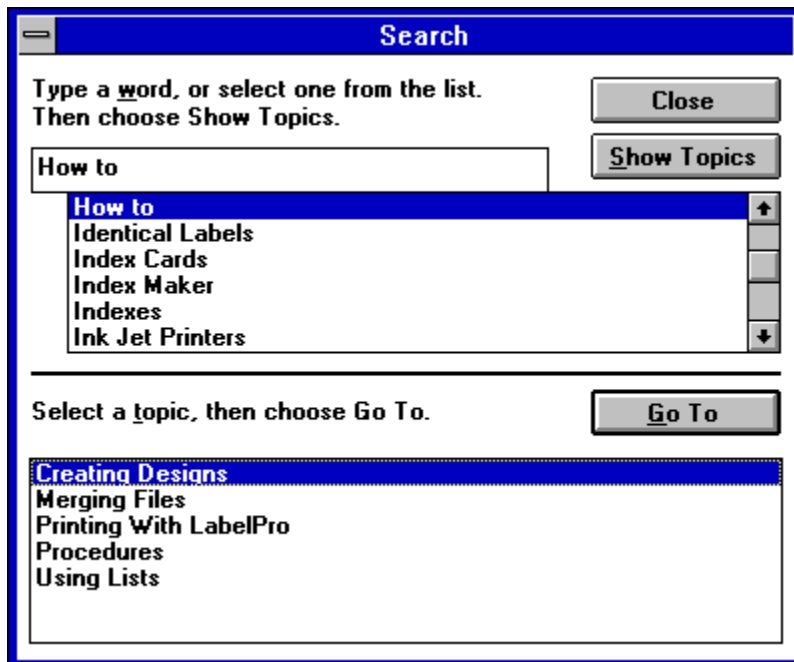 Search
Type a word, or select one from the list.
Then choose Show Topics.
Close
Show Topics
How to
How to
Identical Labels
Index Cards
Index Maker
Indexes
Ink Jet Printers
Select a topic, then choose Go To.
Go To
Creating Designs
Merging Files
Printing With LabelPro
Procedures
Using Lists